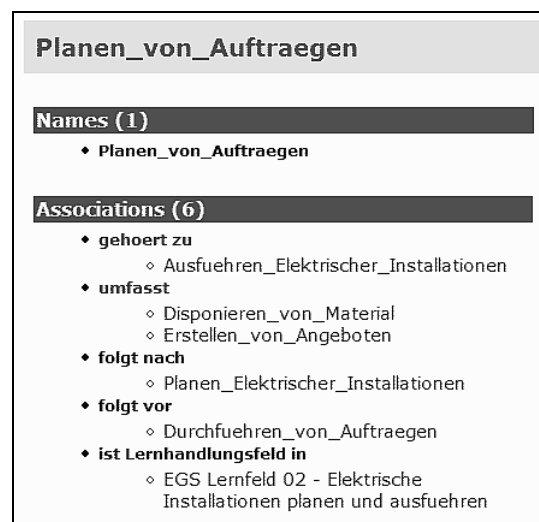 Planen_von_Auftraegen
Names (1)
Planen_von_Auftraegen
Associations (6)
gehoert zu
Ausfuehren_Elektrischer_Installationen
umfasst
Disponieren_von_Material
Erstellen_von_Angeboten
folgt nach
Planen_Elektrischer_Installationen
folgt vor
Durchfuehren_von_Auftraegen
ist Lernhandlungsfeld in
EGS Lernfeld 02 - Elektrische
Installationen planen und ausfuehren